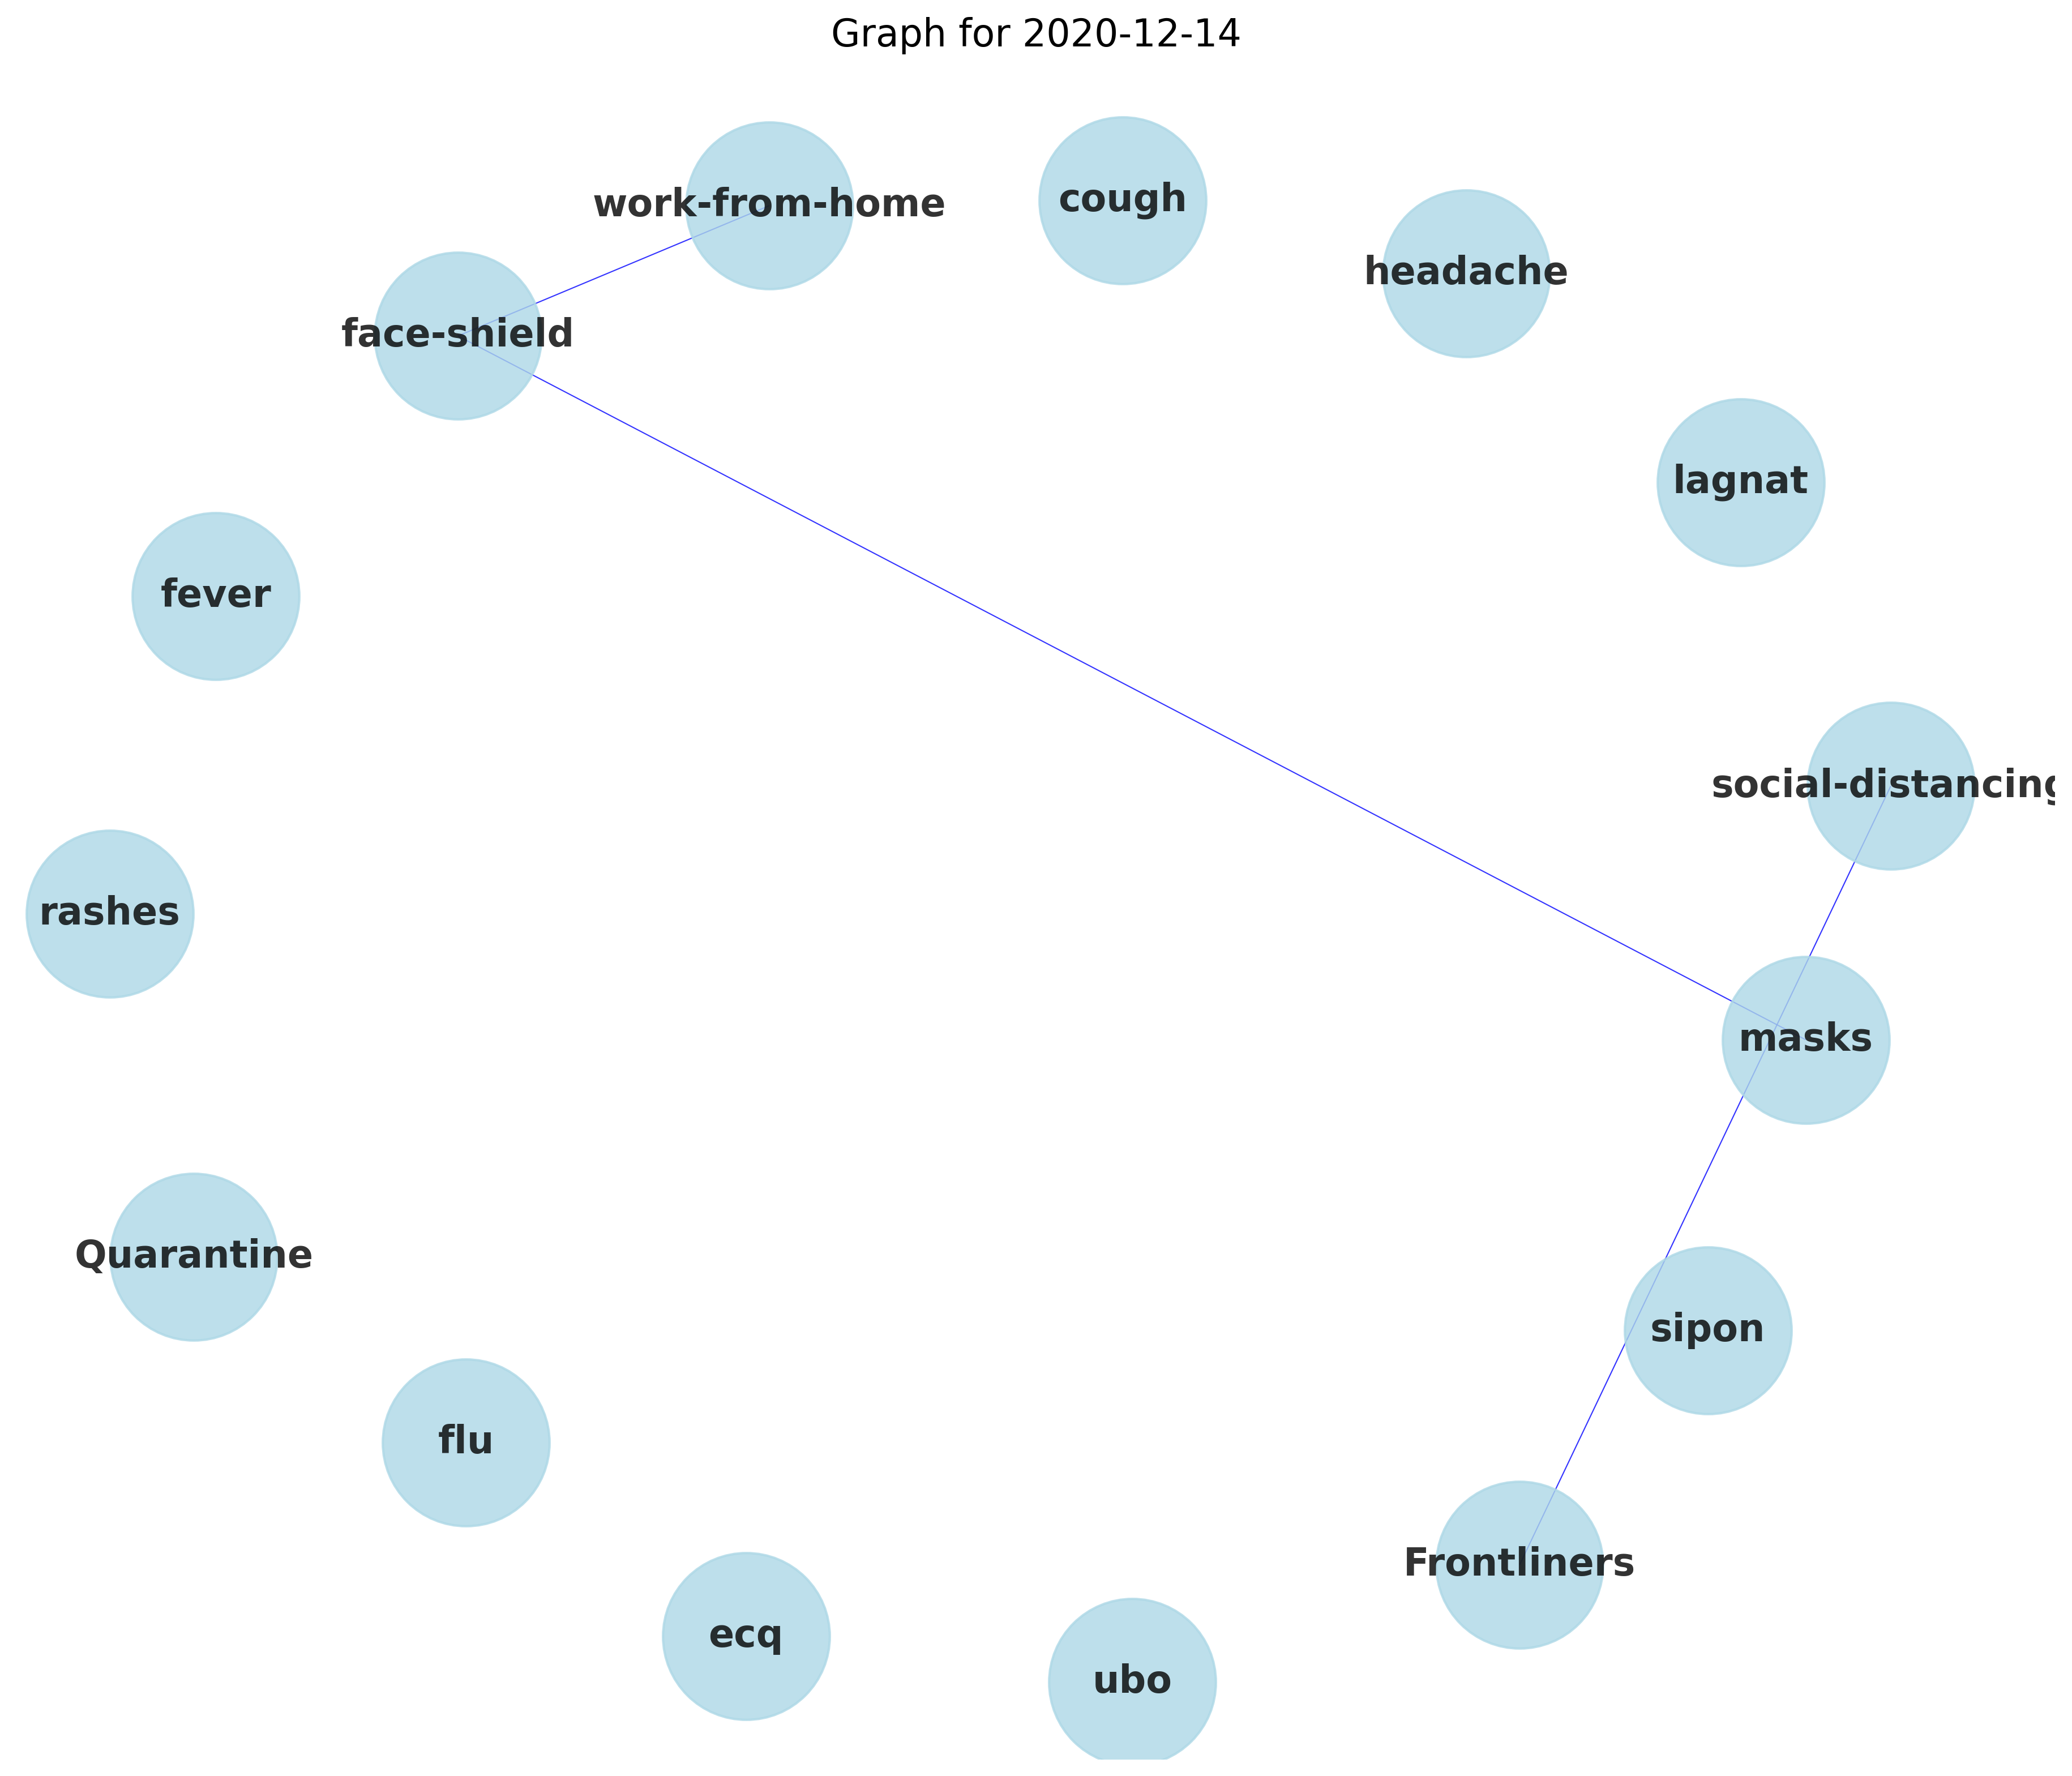 Graph for 2020-12-14
work-from-home
cough
headache
face-shield
lagnat
fever
social-distancing
rashes
masks
Quarantine
sipon
flu
Frontliners
ecq
ubo